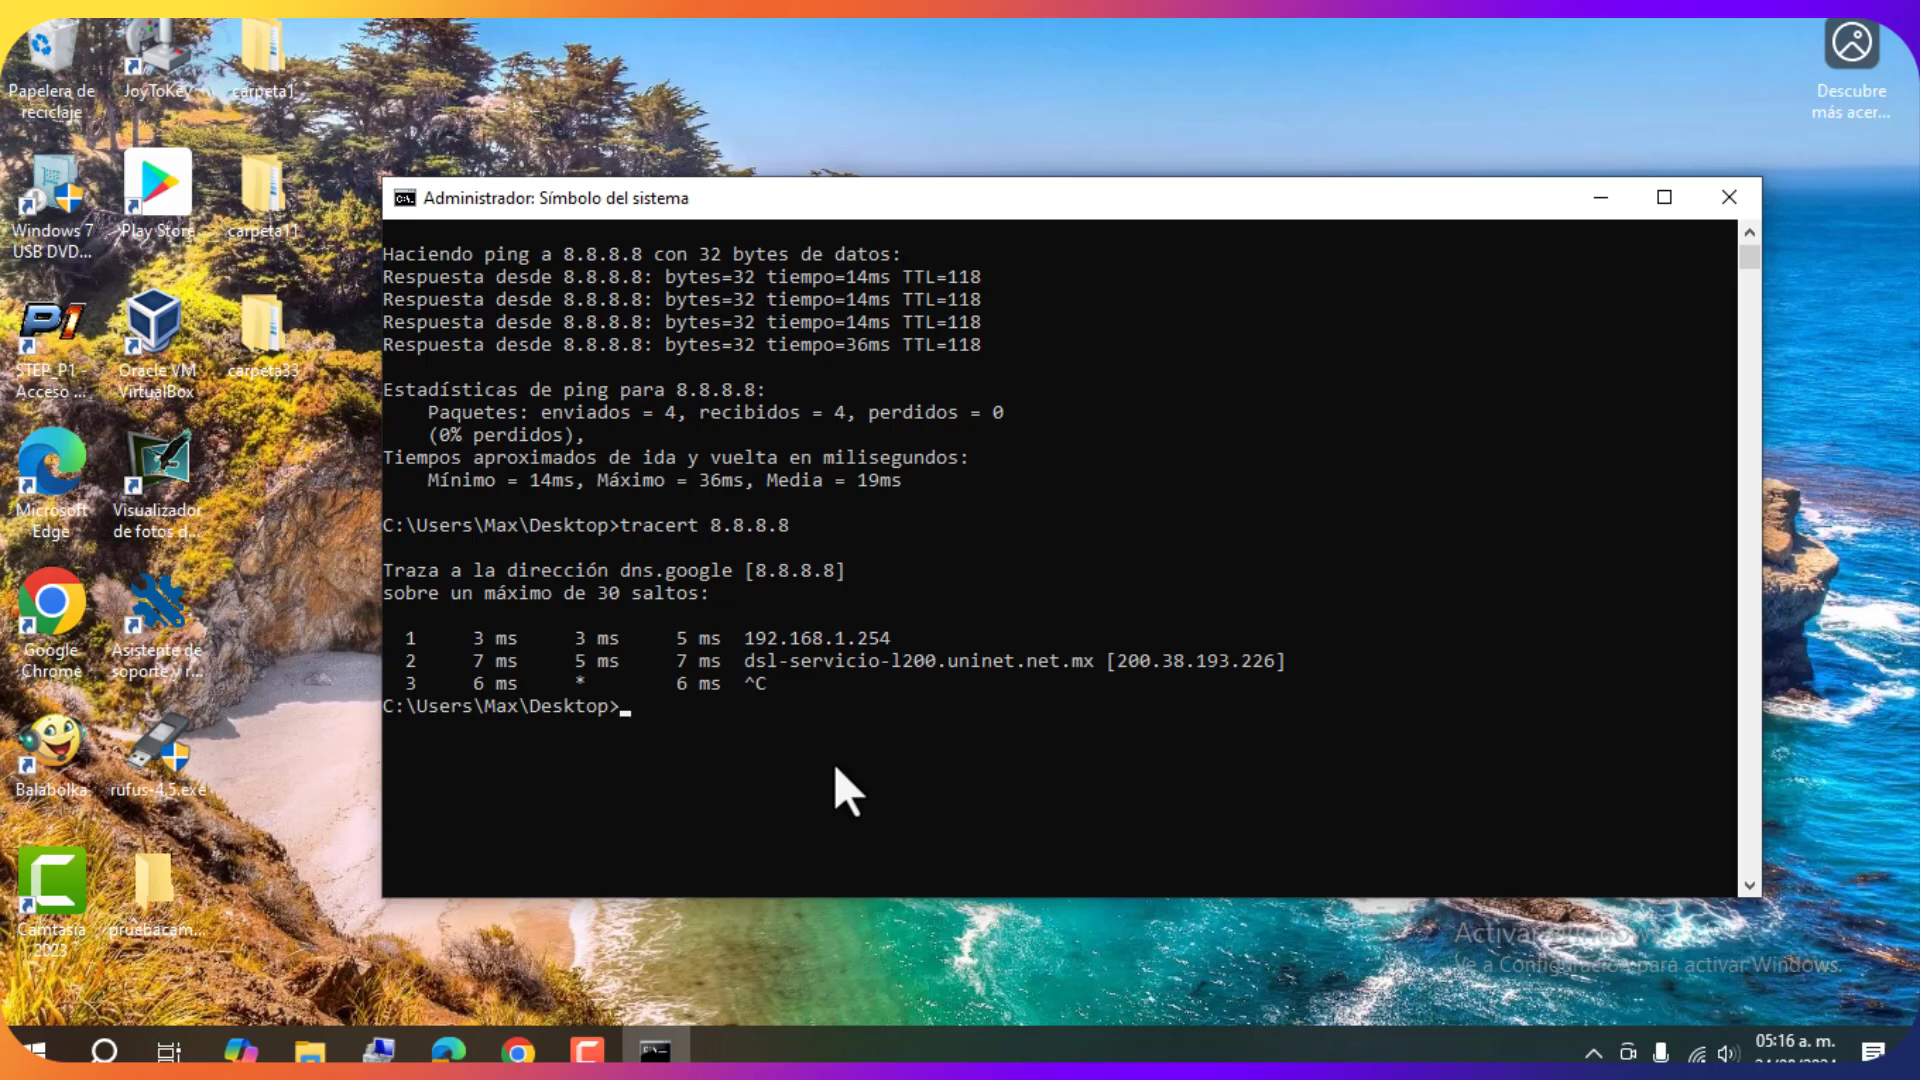 Papelera de
reciclaje
JoyToKey
carpeta1
Descubre
más acer...
Windows 7
USB DVD...
Play Store
carpeta11
STEP_P1 -
Acceso ...
Oracle VM
VirtualBox
carpeta33
Microsoft
Edge
Visualizador
de fotos d...
Google
Chrome
Asistente de
soporte y r...
Balabolka
rufus-4.5.exe
Camtasia
2023
pruebacam...
Administrador: Símbolo del sistema
Haciendo ping a 8.8.8.8 con 32 bytes de datos:
Respuesta desde 8.8.8.8: bytes=32 tiempo=14ms TTL=118
Respuesta desde 8.8.8.8: bytes=32 tiempo=14ms TTL=118
Respuesta desde 8.8.8.8: bytes=32 tiempo=14ms TTL=118
Respuesta desde 8.8.8.8: bytes=32 tiempo=36ms TTL=118
Estadísticas de ping para 8.8.8.8:
Paquetes: enviados = 4, recibidos = 4, perdidos = 0
(0% perdidos),
Tiempos aproximados de ida y vuelta en milisegundos:
Mínimo = 14ms, Máximo = 36ms, Media = 19ms
C:\Users\Max\Desktop>tracert 8.8.8.8
Traza a la dirección dns.google [8.8.8.8]
sobre un máximo de 30 saltos:
1 3 ms 3 ms 5 ms 192.168.1.254
2 7 ms 5 ms 7 ms dsl-servicio-l200.uninet.net.mx [200.38.193.226]
3 6 ms * 6 ms ^C
C:\Users\Max\Desktop>
Activar Windows
Ve a Configuración para activar Windows.
05:16 a. m.